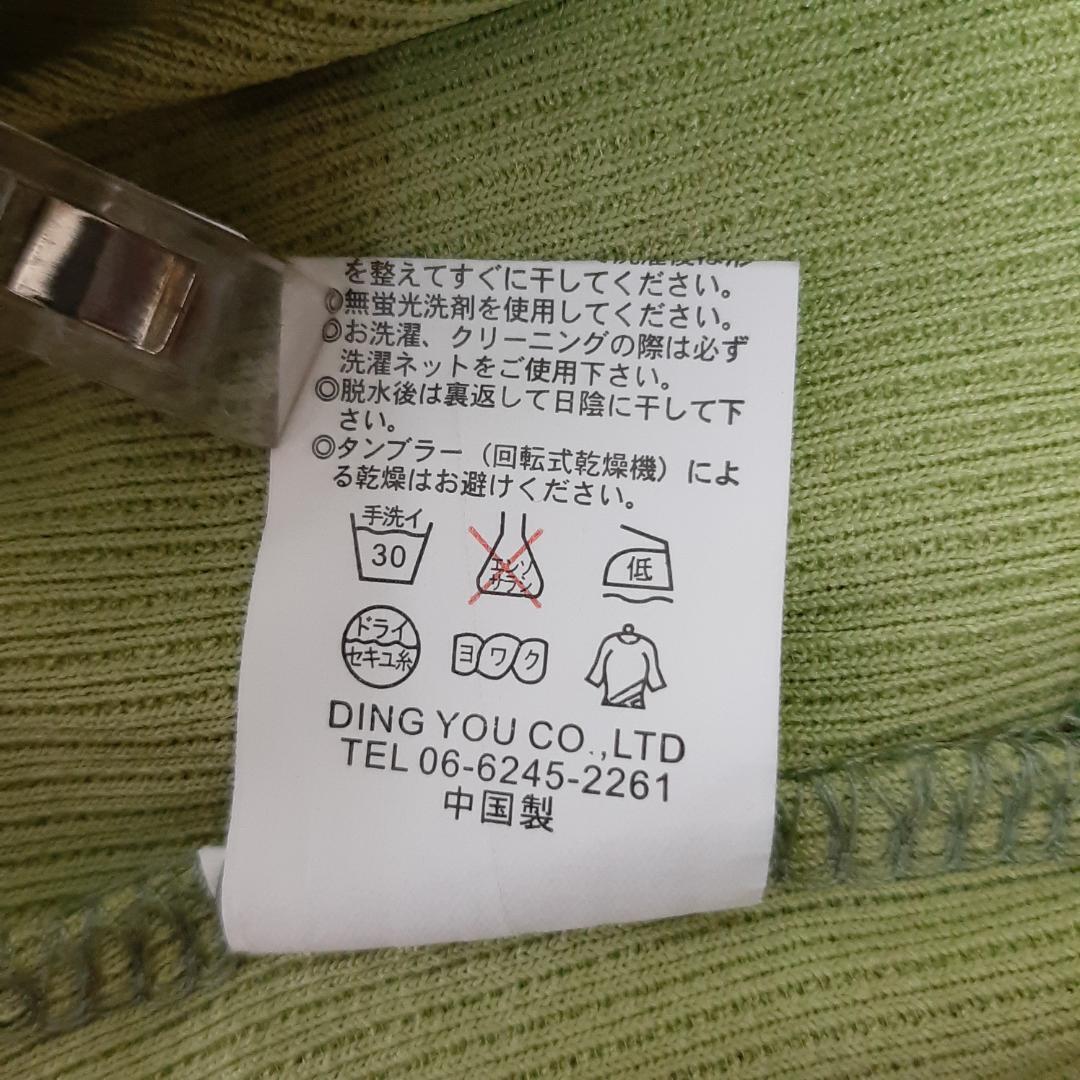 を整えてすぐに干してください。
◎無蛍光洗剤を使用してください。
◎お洗濯、クリーニングの際は必ず
洗濯ネットをご使用下さい。
◎脱水後は裏返して日陰に干して下
さい。
◎タンブラー（回転式乾燥機）によ
る乾燥はお避けください。
手洗イ
30
エンソ
サラシ
低
ドライ
セキユ系
ヨワク
DING YOU CO.,LTD
TEL 06-6245-2261
中国製